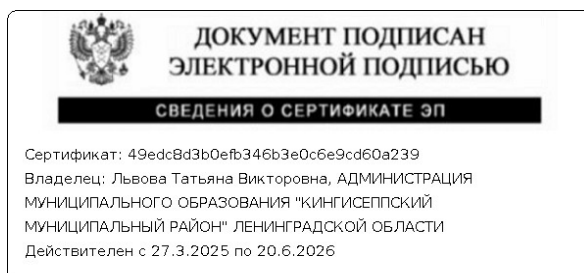 ДОКУМЕНТ ПОДПИСАН
ЭЛЕКТРОННОЙ ПОДПИСЬЮ
СВЕДЕНИЯ О СЕРТИФИКАТЕ ЭП
Сертификат: 49edc8d3b0efb346b3e0c6e9cd60a239
Владелец: Львова Татьяна Викторовна, АДМИНИСТРАЦИЯ
МУНИЦИПАЛЬНОГО ОБРАЗОВАНИЯ "КИНГИСЕППСКИЙ
МУНИЦИПАЛЬНЫЙ РАЙОН" ЛЕНИНГРАДСКОЙ ОБЛАСТИ
Действителен с 27.3.2025 по 20.6.2026